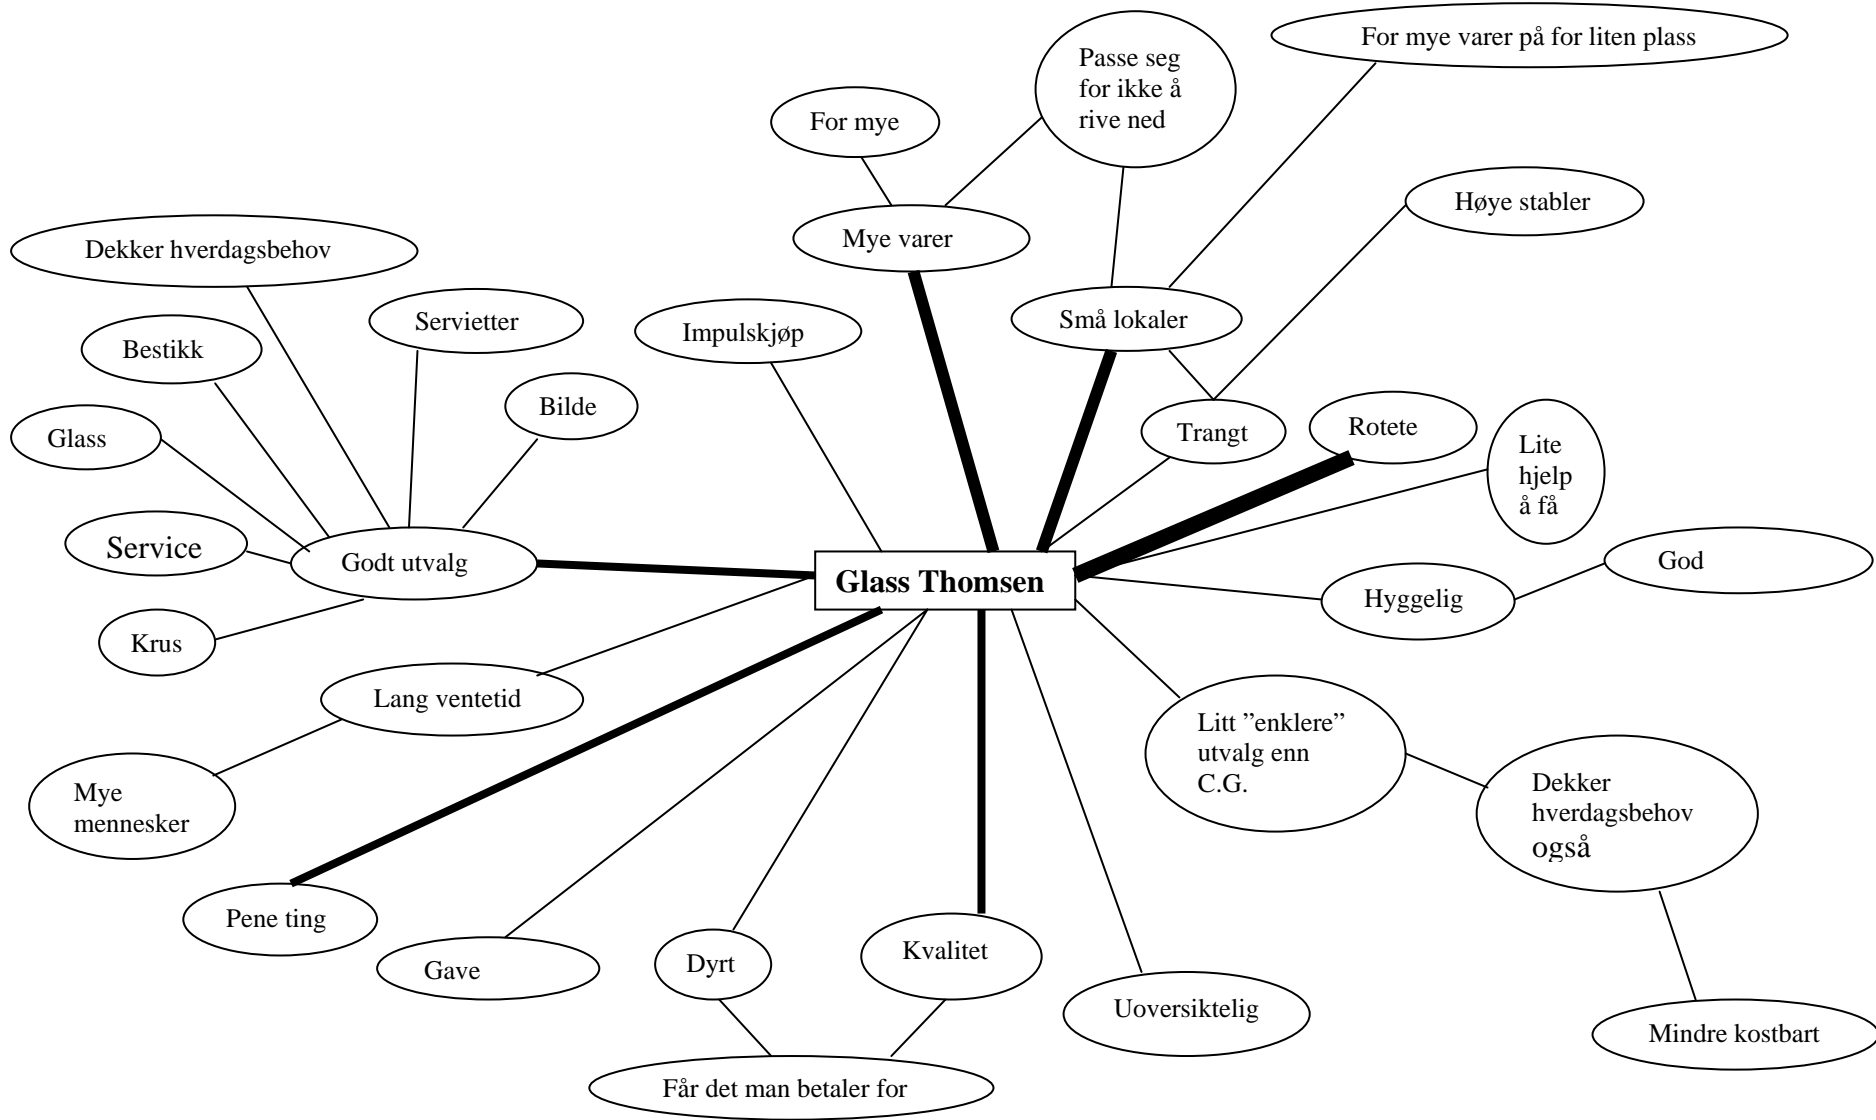 For mye varer på for liten plass
Passe seg
for ikke å
rive ned
For mye
Høye stabler
Mye varer
Dekker hverdagsbehov
Servietter
Små lokaler
Impulskjøp
Bestikk
Bilde
Glass
Trangt
Rotete
Lite
hjelp
å få
Service
Godt utvalg
Glass Thomsen
God
Hyggelig
Krus
Lang ventetid
Litt ”enklere”
utvalg enn
C.G.
Mye
mennesker
Dekker
hverdagsbehov
også
Pene ting
Gave
Dyrt
Kvalitet
Uoversiktelig
Mindre kostbart
Får det man betaler for